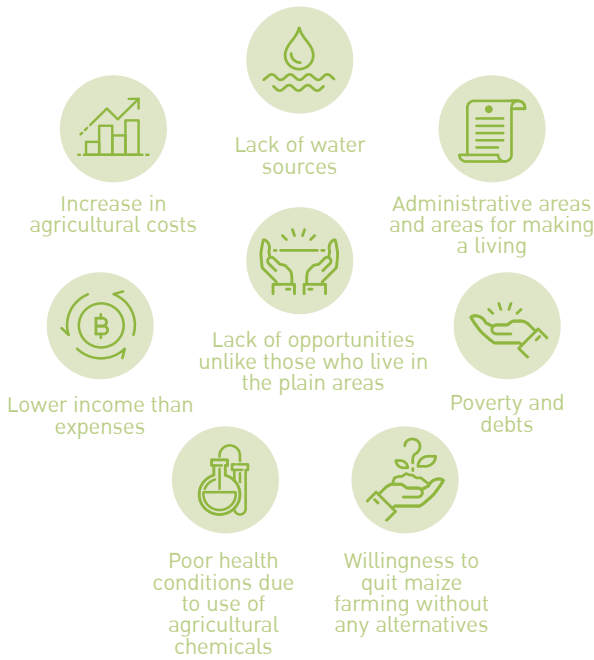 Lack of water
sources
Increase in
agricultural costs
Administrative areas
and areas for making
a living
Lack of opportunities
unlike those who live in
the plain areas
Lower income than
expenses
Poverty and
debts
Poor health
conditions due
to use of
agricultural
chemicals
Willingness to
quit maize
farming without
any alternatives